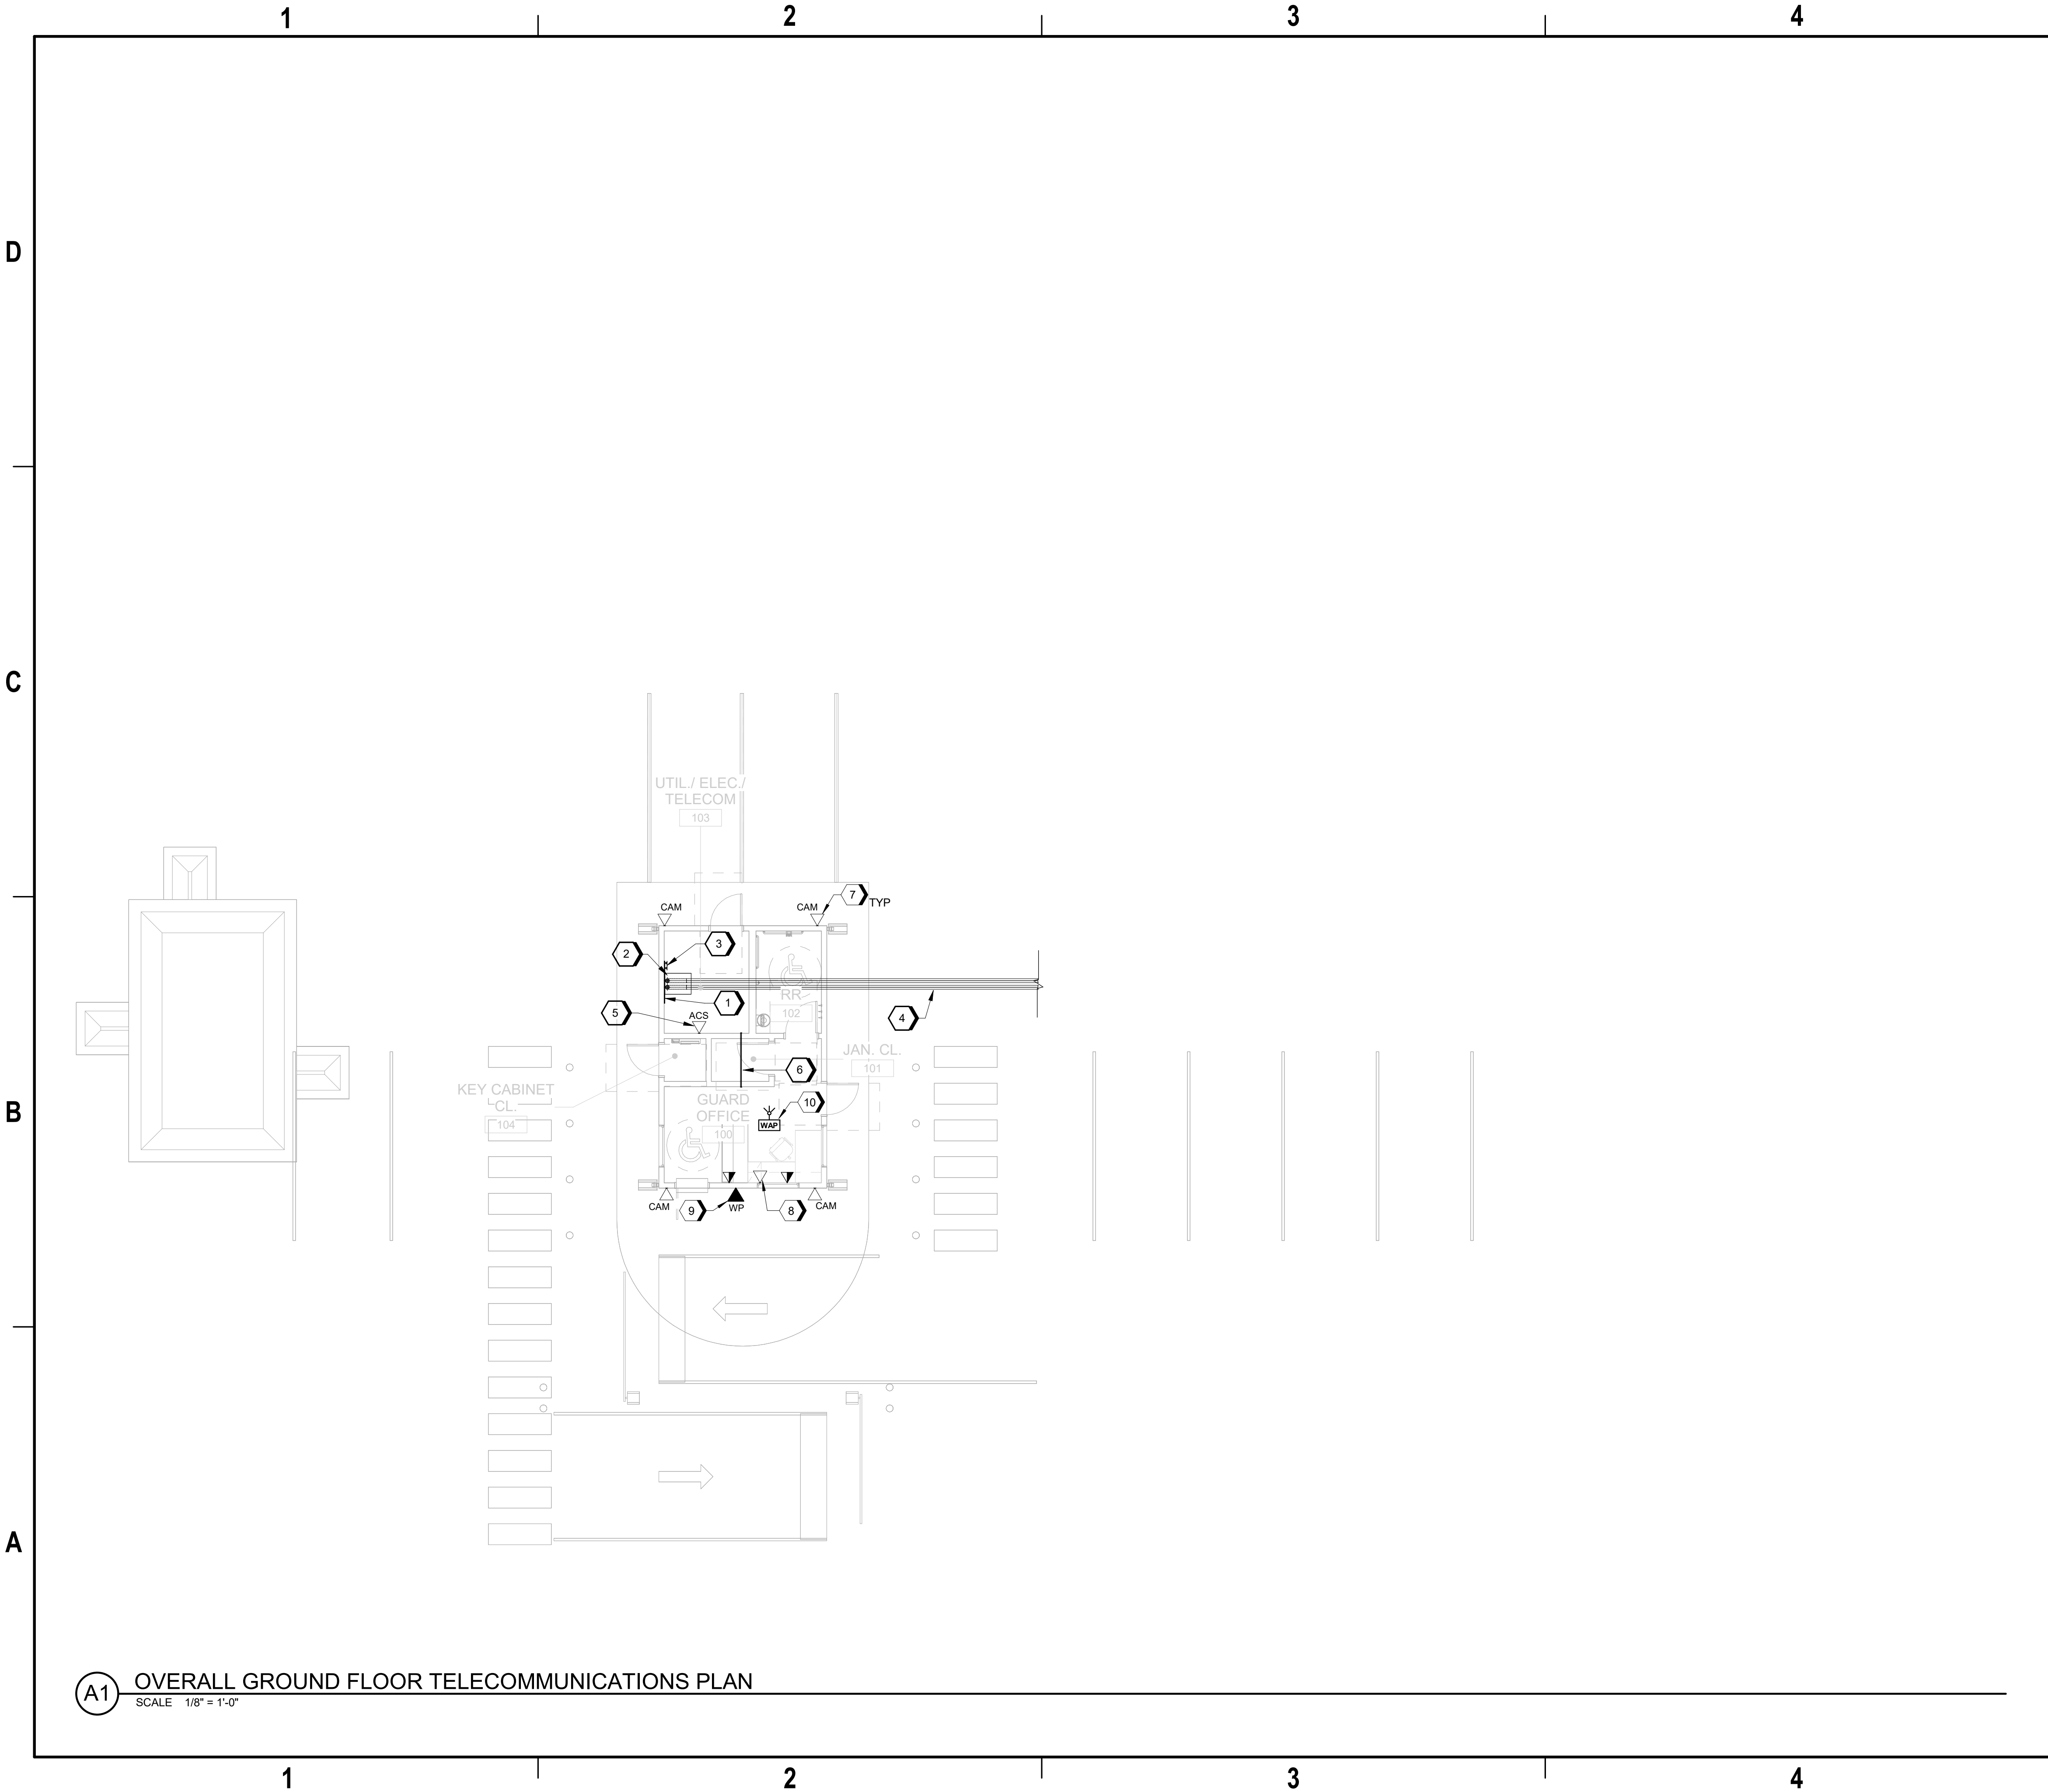 1 2 3 4
D
C
B
A
UTIL./ ELEC./
TELECOM
103
CAM
CAM
7
TYP
2
3
1
RR
102
5
ACS
4
JAN. CL.
101
6
KEY CABINET
CL.
104
GUARD
OFFICE
100
10
WAP
CAM
9
WP
8
CAM
A1
OVERALL GROUND FLOOR TELECOMMUNICATIONS PLAN
SCALE 1/8" = 1'-0"
1 2 3 4